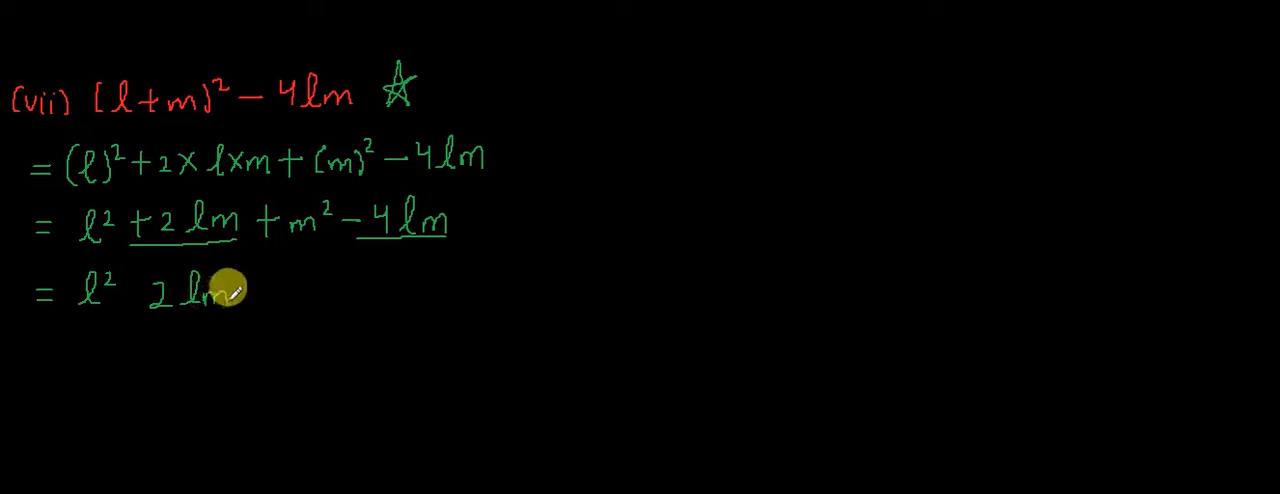 (vii) (l+m)² - 4lm
= (l)² + 2 × l × m + (m)² - 4lm
= l² + 2lm + m² - 4lm
= l² 2lm